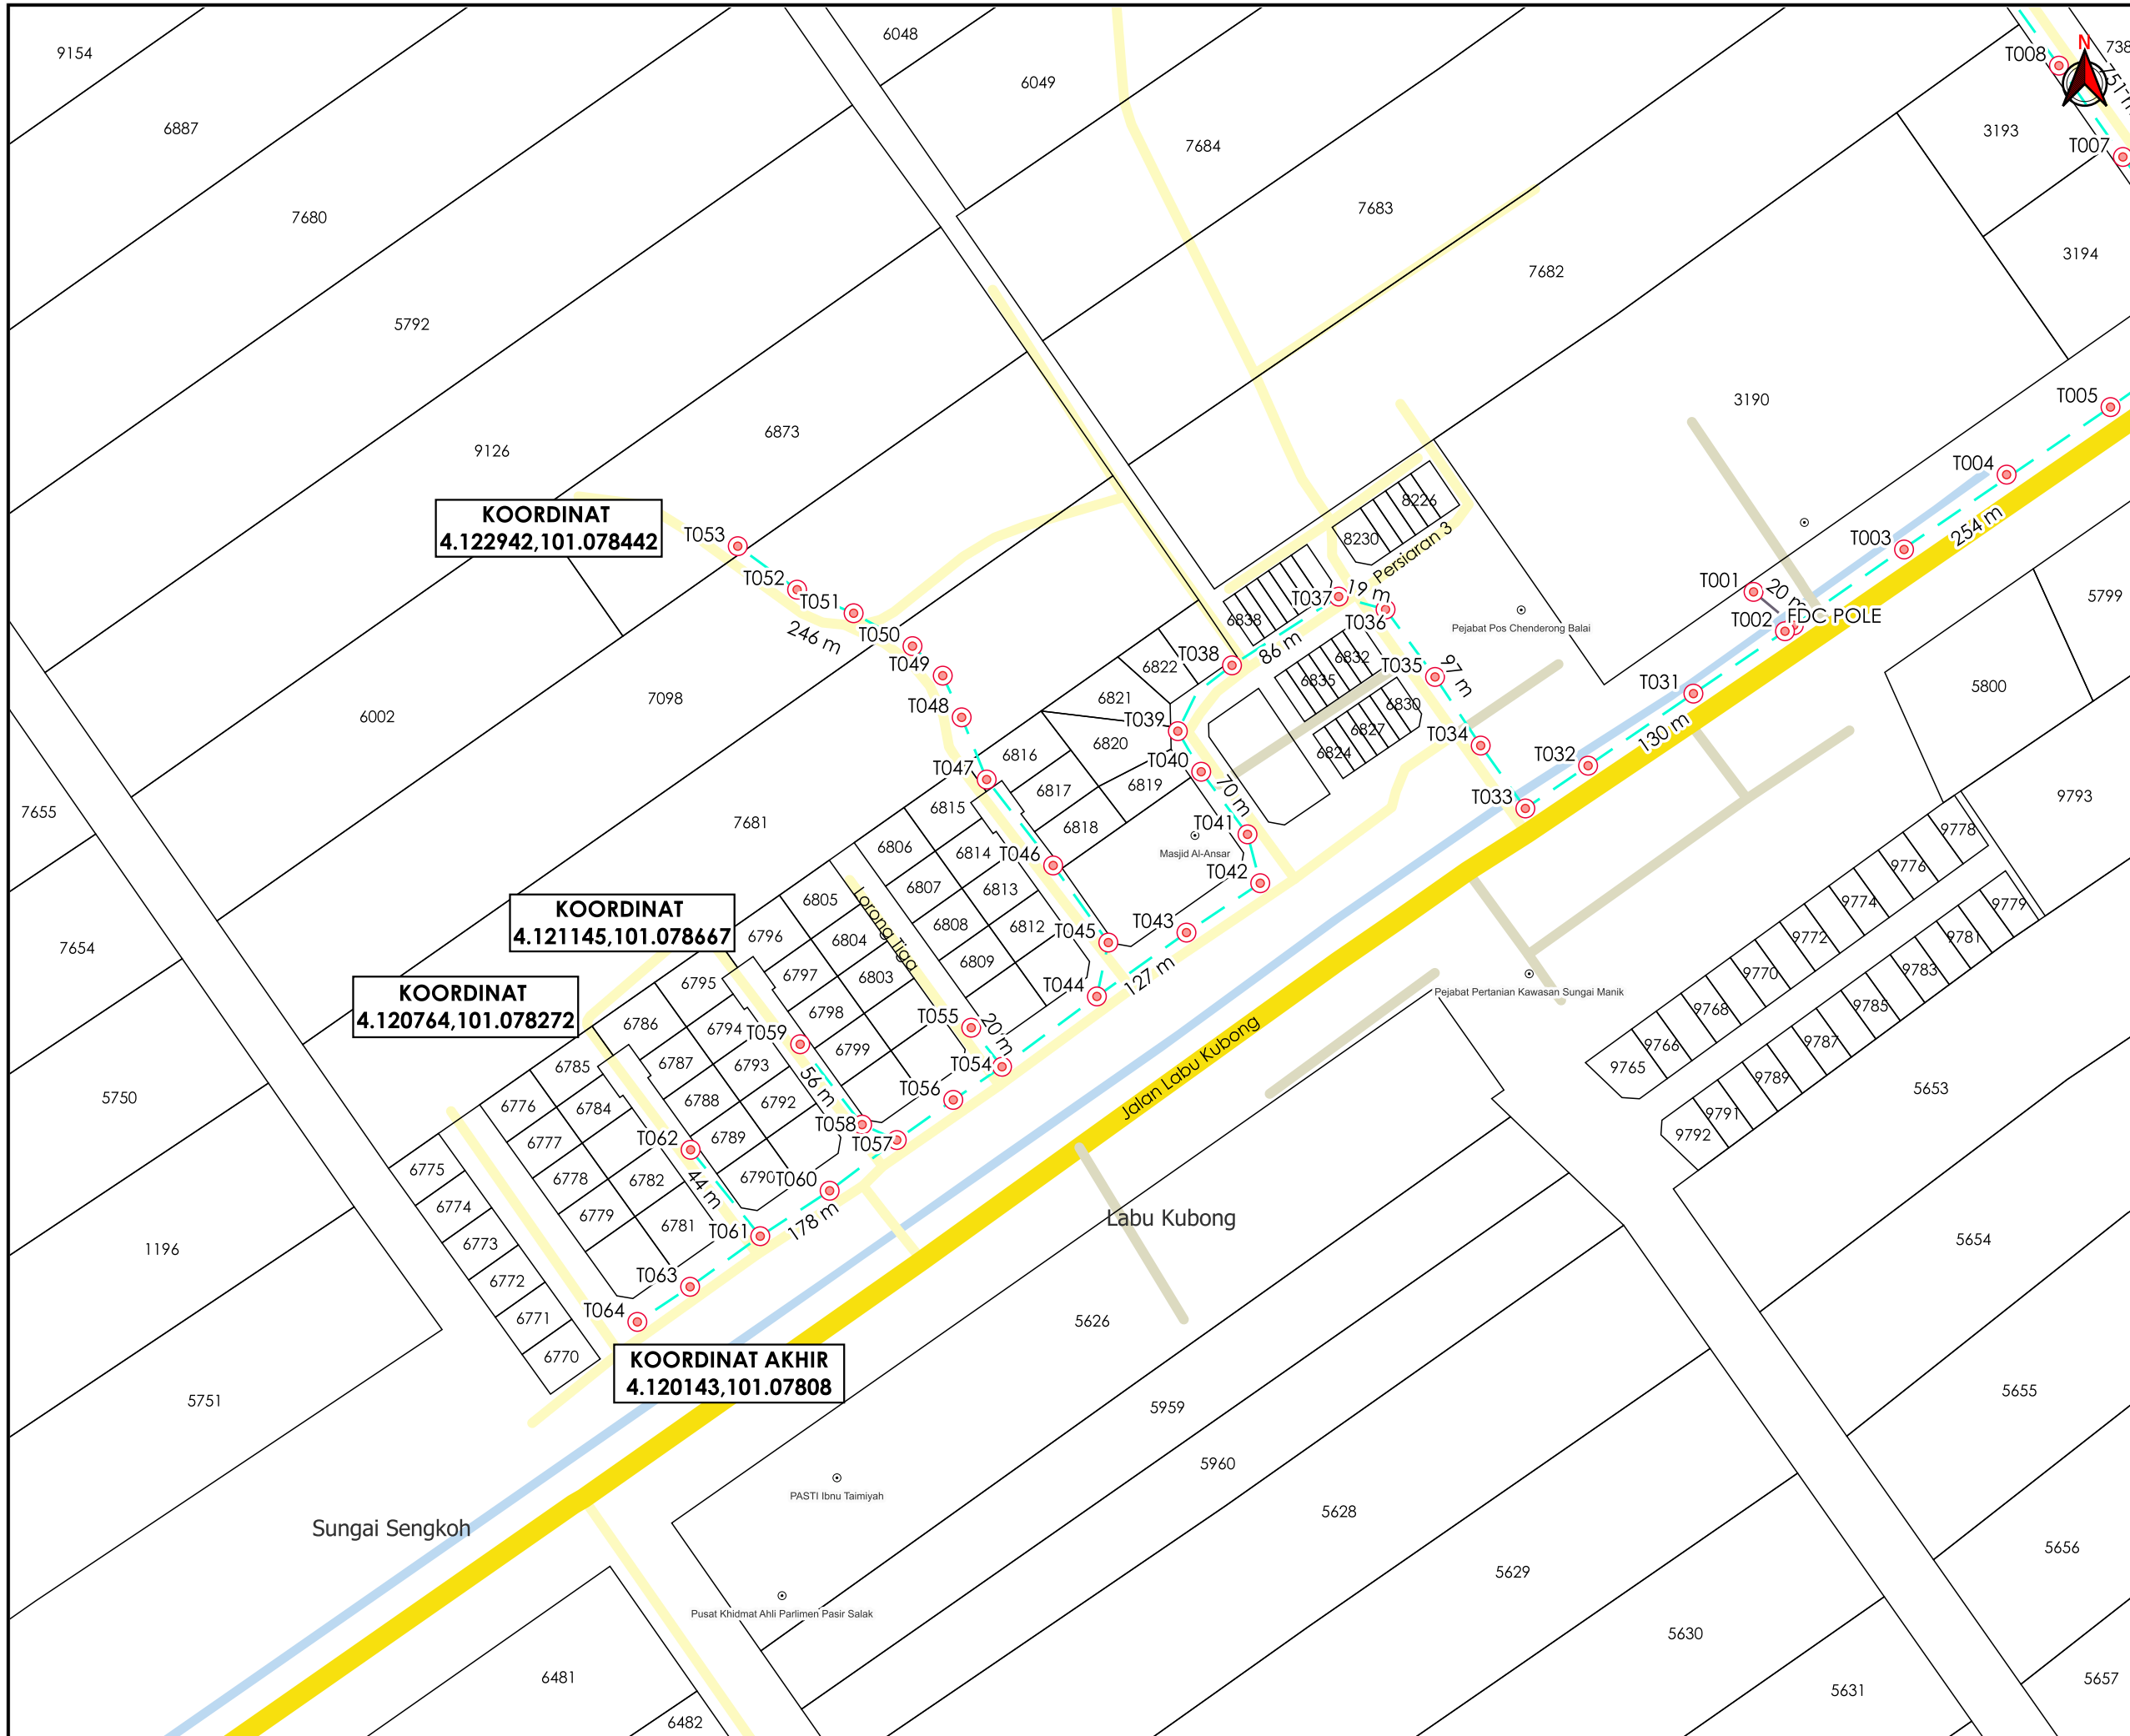 9154
6048
N
738
T008
751 m
6049
6887
3193
7684
T007
7680
7683
3194
7682
5792
3190
T005
6873
9126
T004
8226
KOORDINAT
4.122942,101.078442
T053
8230
Persiaran 3
T003
254 m
T052
T051
T037
19 m
T001
20 m
5799
6838
T036
T002
FDC POLE
246 m
T050
Pejabat Pos Chenderong Balai
86 m
T049
T038
6822
6832
T035
97 m
6835
T031
5800
7098
6821
6830
6002
T048
T039
6827
T034
130 m
6820
6824
6816
T040
T032
T047
6819
70 m
6817
9793
T033
7655
6815
7681
T041
6818
9778
6806
6814
T046
Masjid Al-Ansar
9776
T042
6807
6813
6805
9774
9779
KOORDINAT
4.121145,101.078667
Lorong Tiga
6808
6812
T043
T045
6796
6804
9772
9781
7654
6809
9770
9783
6797
6803
127 m
T044
Pejabat Pertanian Kawasan Sungai Manik
6795
KOORDINAT
4.120764,101.078272
9768
9785
6798
T055
20 m
6786
6794
T059
9766
9787
6799
T054
Jalan Labu Kubong
6785
6787
6793
9765
9789
56 m
T056
5653
5750
6776
6784
6788
6792
9791
T058
9792
T062
6789
T057
6777
6775
6778
6782
6790
T060
44 m
6774
6779
6781
178 m
Labu Kubong
T061
6773
5654
1196
6772
T063
T064
6771
5626
6770
KOORDINAT AKHIR
4.120143,101.07808
5655
5751
5959
5960
PASTI Ibnu Taimiyah
5628
Sungai Sengkoh
5656
5629
Pusat Khidmat Ahli Parlimen Pasir Salak
5630
6481
5657
5631
6482